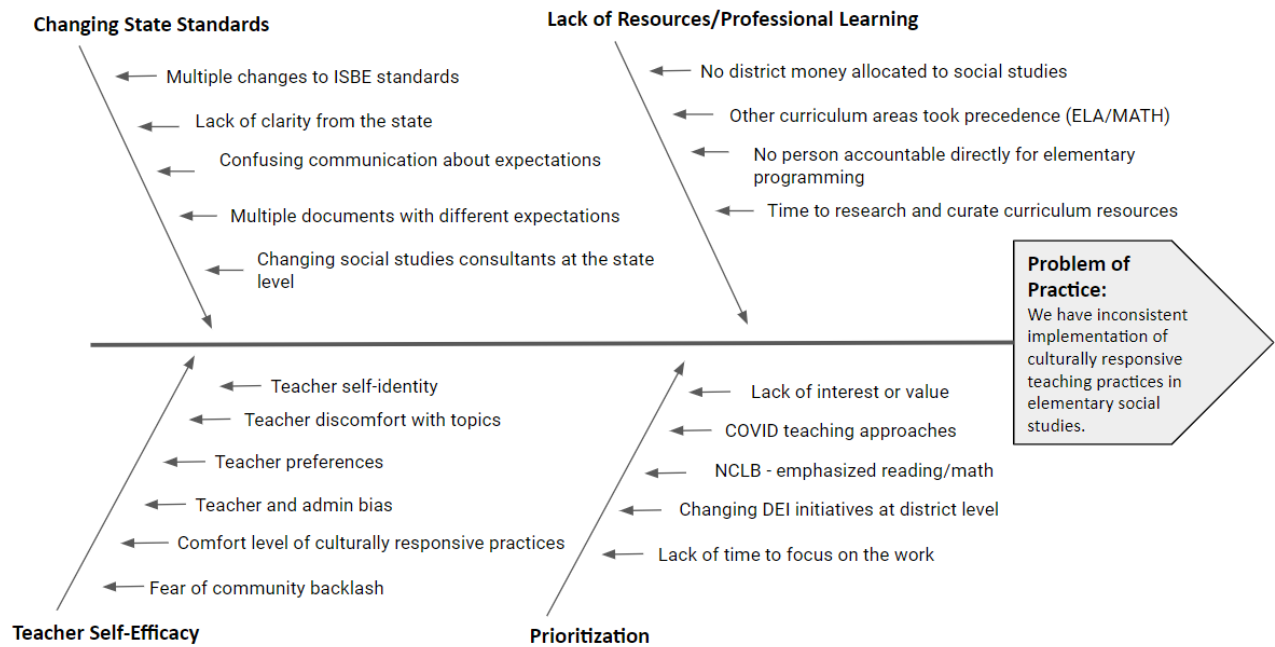 Changing State Standards
Multiple changes to ISBE standards
Lack of clarity from the state
Confusing communication about expectations
Multiple documents with different expectations
Changing social studies consultants at the state
level
Lack of Resources/Professional Learning
No district money allocated to social studies
Other curriculum areas took precedence (ELA/MATH)
No person accountable directly for elementary
programming
Time to research and curate curriculum resources
Problem of
Practice:
We have inconsistent
implementation of
culturally responsive
teaching practices in
elementary social
studies.
Teacher self-identity
Teacher discomfort with topics
Teacher preferences
Teacher and admin bias
Comfort level of culturally responsive practices
Fear of community backlash
Teacher Self-Efficacy
Lack of interest or value
COVID teaching approaches
NCLB - emphasized reading/math
Changing DEI initiatives at district level
Lack of time to focus on the work
Prioritization